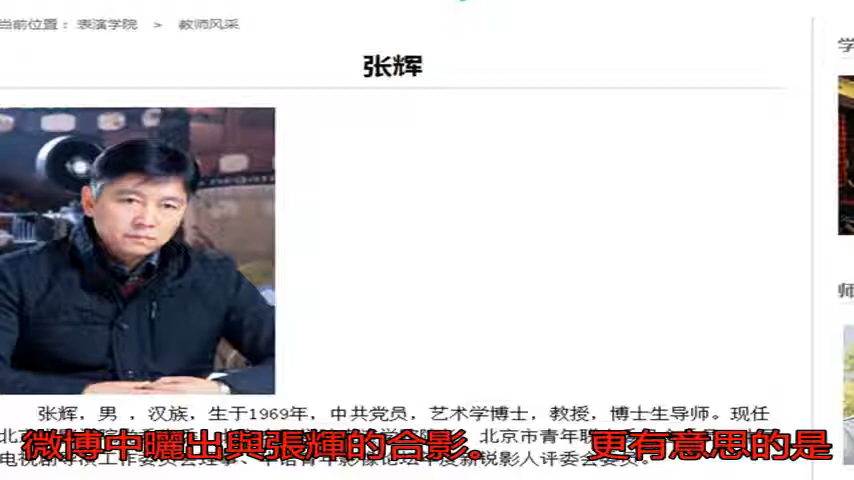 当前位置：表演学院 > 教师风采
学
张辉
师
张辉，男 ，汉族，生于1969年，中共党员，艺术学博士，教授，博士生导师。现任
北京市青年联
微博中曬出與張輝的合影。 更有意思的是